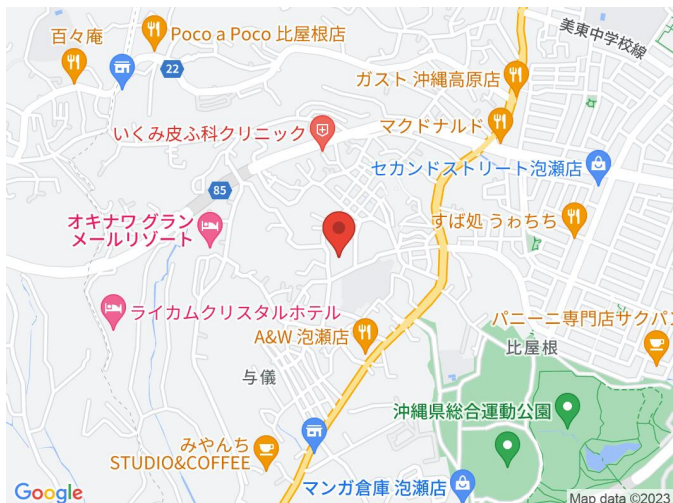 美東中学校線
百々庵
Poco a Poco 比屋根店
22
ガスト 沖縄高原店
マクドナルド
いくみ皮ふ科クリニック
セカンドストリート泡瀬店
85
オキナワ グラン
メールリゾート
すば処 うゎちち
ライカムクリスタルホテル
パニーニ専門店サクパン
A&W 泡瀬店
比屋根
与儀
沖縄県総合運動公園
みやんち
STUDIO&COFFEE
マンガ倉庫 泡瀬店
Google
Map data ©2023